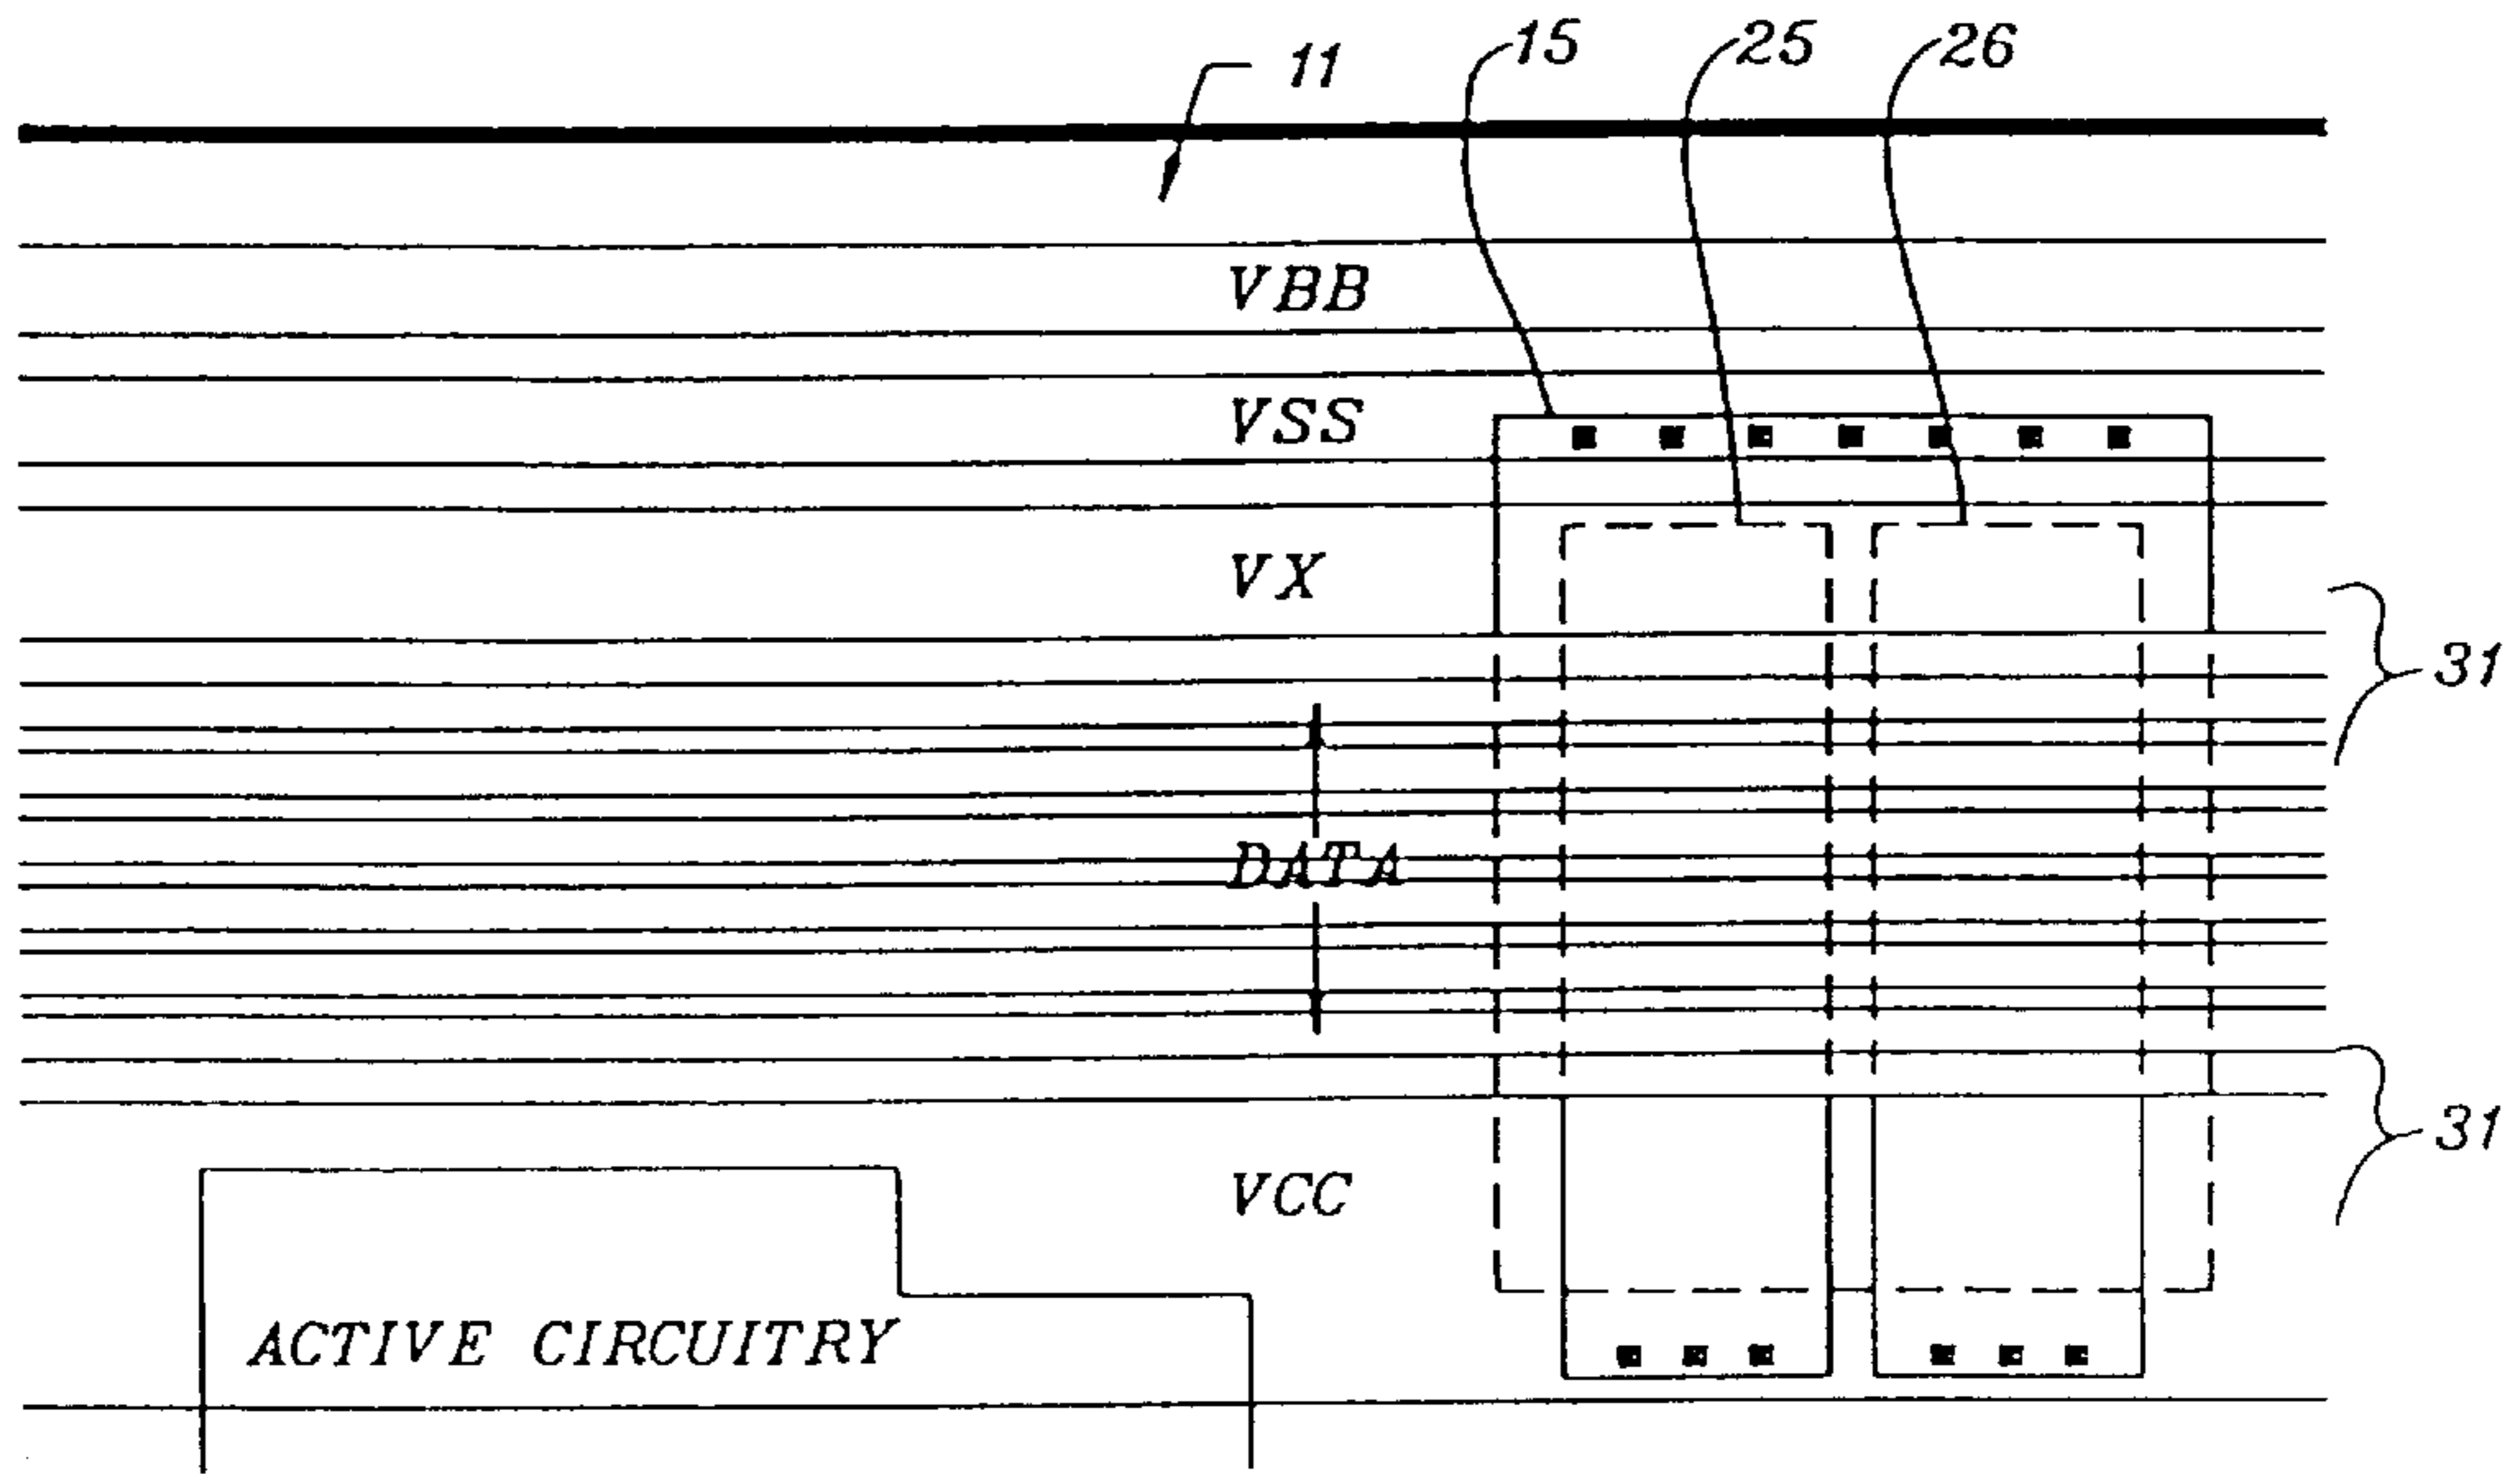 11 15 25 26
VBB
VSS
VX
31
DATA
31
VCC
ACTIVE CIRCUITRY